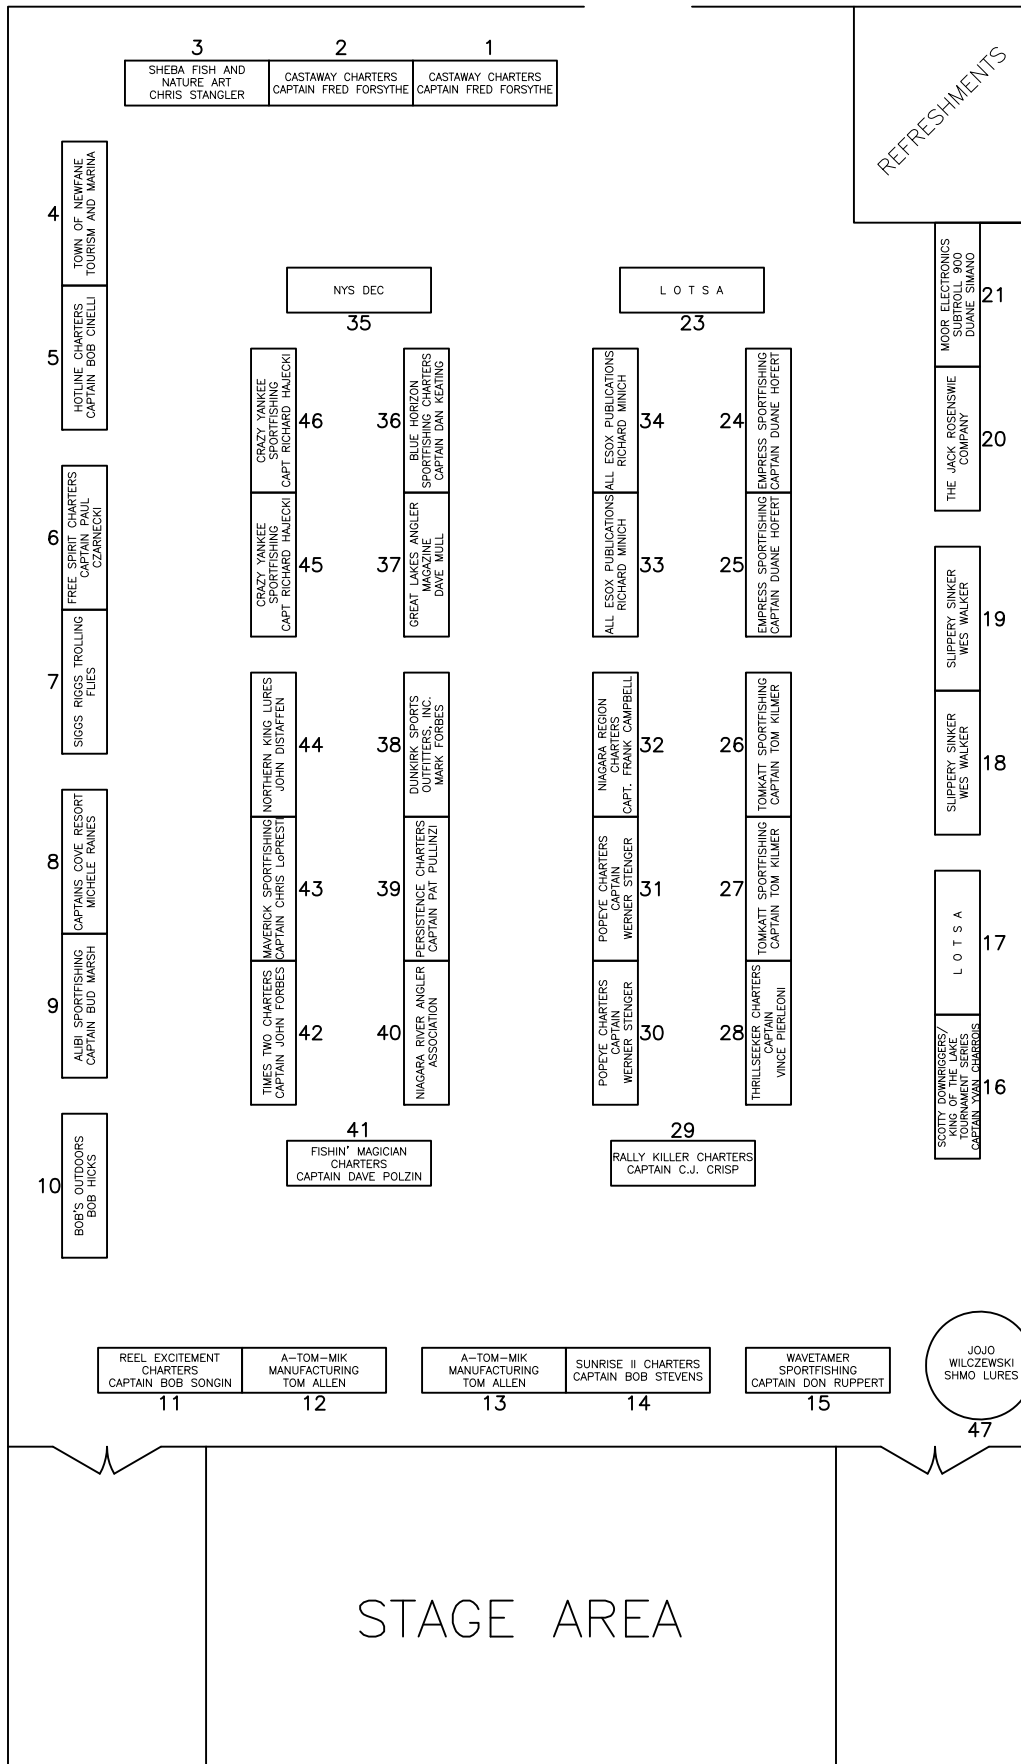 3
2
1
SHEBA FISH AND
NATURE ART
CHRIS STANGLER
CASTAWAY CHARTERS
CAPTAIN FRED FORSYTHE
CASTAWAY CHARTERS
CAPTAIN FRED FORSYTHE
REFRESHMENTS
4
TOWN OF NEWFANE
TOURISM AND MARINA
5
HOTLINE CHARTERS
CAPTAIN BOB CINELLI
6
FREE SPIRIT CHARTERS
CAPTAIN PAUL
CZARNECKI
7
SIGGS RIGGS TROLLING
FLIES
8
CAPTAINS COVE RESORT
MICHELE RAINES
9
ALIBI SPORTFISHING
CAPTAIN BUD MARSH
10
BOB'S OUTDOORS
BOB HICKS
NYS DEC
35
CRAZY YANKEE
SPORTFISHING
CAPT RICHARD HAJECKI
46
36
BLUE HORIZON
SPORTFISHING CHARTERS
CAPTAIN DAN KEATING
CRAZY YANKEE
SPORTFISHING
CAPT RICHARD HAJECKI
45
37
GREAT LAKES ANGLER
MAGAZINE
DAVE MULL
NORTHERN KING LURES
JOHN DISTAFFEN
44
38
DUNKIRK SPORTS
OUTFITTERS, INC.
MARK FORBES
MAVERICK SPORTFISHING
CAPTAIN CHRIS LoPRESTI
43
39
PERSISTENCE CHARTERS
CAPTAIN PAT PULLINZI
TIMES TWO CHARTERS
CAPTAIN JOHN FORBES
42
40
NIAGARA RIVER ANGLER
ASSOCIATION
41
FISHIN' MAGICIAN
CHARTERS
CAPTAIN DAVE POLZIN
L O T S A
23
ALL ESOX PUBLICATIONS
RICHARD MINICH
34
24
EMPRESS SPORTFISHING
CAPTAIN DUANE HOFERT
ALL ESOX PUBLICATIONS
RICHARD MINICH
33
25
EMPRESS SPORTFISHING
CAPTAIN DUANE HOFERT
NIAGARA REGION
CHARTERS
CAPT. FRANK CAMPBELL
32
26
TOMKATT SPORTFISHING
CAPTAIN TOM KILMER
POPEYE CHARTERS
CAPTAIN
WERNER STENGER
31
27
TOMKATT SPORTFISHING
CAPTAIN TOM KILMER
POPEYE CHARTERS
CAPTAIN
WERNER STENGER
30
28
THRILLSEEKER CHARTERS
CAPTAIN
VINCE PIERLEONI
29
RALLY KILLER CHARTERS
CAPTAIN C.J. CRISP
MOOR ELECTRONICS
SUBTROLL 900
DUANE SIMANO
21
THE JACK ROSENSWIE
COMPANY
20
SLIPPERY SINKER
WES WALKER
19
SLIPPERY SINKER
WES WALKER
18
L O T S A
17
SCOTTY DOWNRIGGERS/
KING OF THE LAKE
TOURNAMENT SERIES
CAPTAIN YVAN CHARROIS
16
REEL EXCITEMENT
CHARTERS
CAPTAIN BOB SONGIN
11
A-TOM-MIK
MANUFACTURING
TOM ALLEN
12
A-TOM-MIK
MANUFACTURING
TOM ALLEN
13
SUNRISE II CHARTERS
CAPTAIN BOB STEVENS
14
WAVETAMER
SPORTFISHING
CAPTAIN DON RUPPERT
15
JOJO
WILCZEWSKI
SHMO LURES
47
STAGE AREA